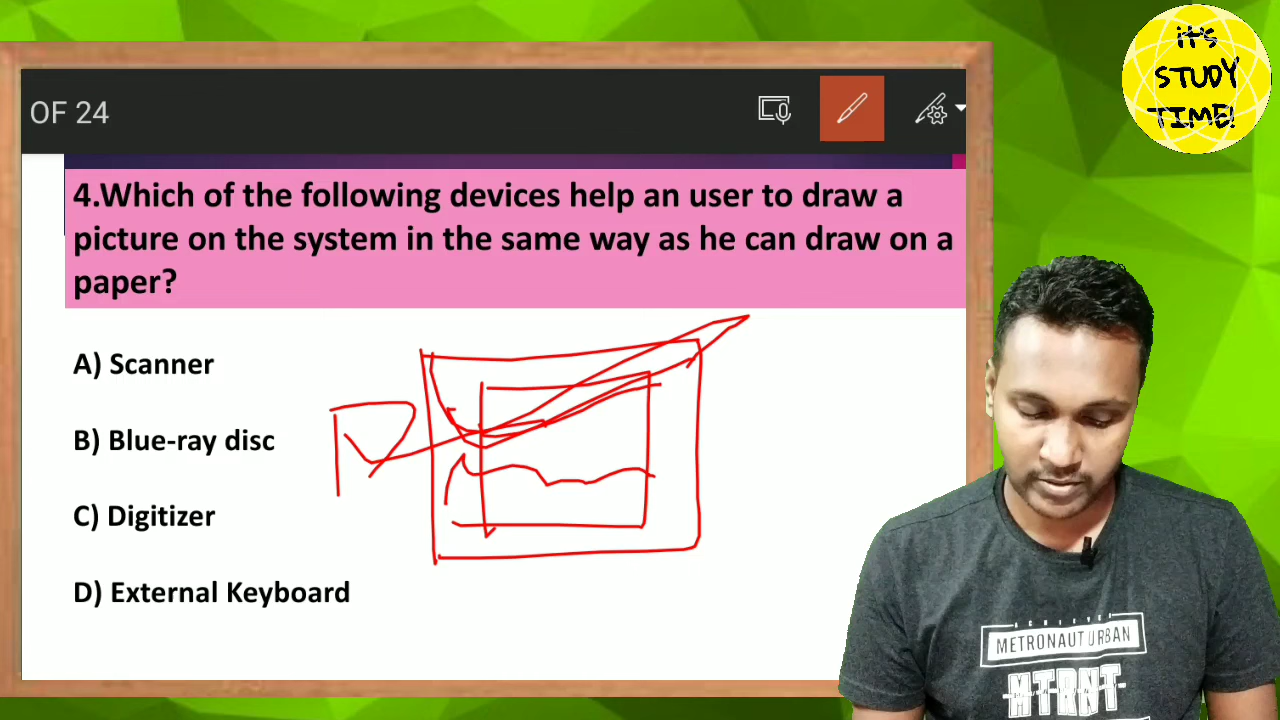 OF 24
IT'S
STUDY
TIME!
4.Which of the following devices help an user to draw a
picture on the system in the same way as he can draw on a
paper?
A) Scanner
B) Blue-ray disc
C) Digitizer
D) External Keyboard
ACHIEVER
METRONAUT URBAN
MTRNT